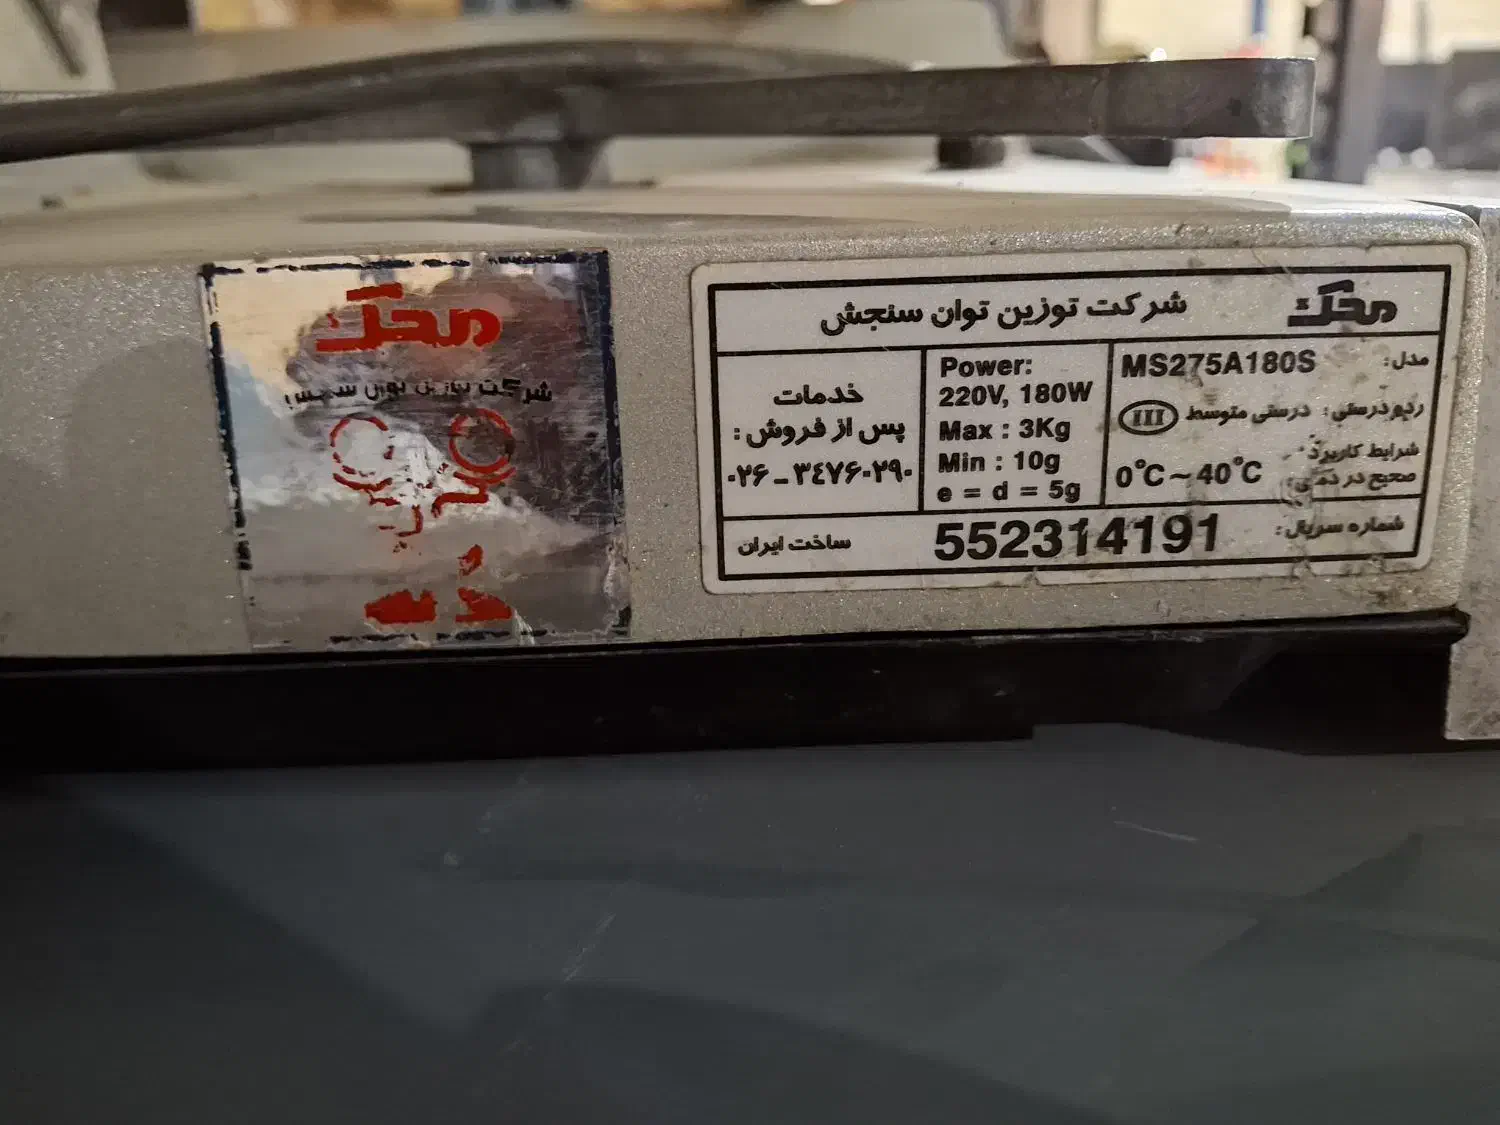 محک
شرکت توزین توان سنجش
محک
شرکت توزین توان سنجش
مدل: MS275A180S
رده درستی: درستی متوسط III
شرایط کاربرد
صحیح در دمای: 0°C ~ 40°C
Power:
220V, 180W
Max : 3Kg
Min : 10g
e = d = 5g
خدمات
پس از فروش:
۰۲۶-۳۴۷۶۰۲۹۰
شماره سریال: 552314191
ساخت ایران